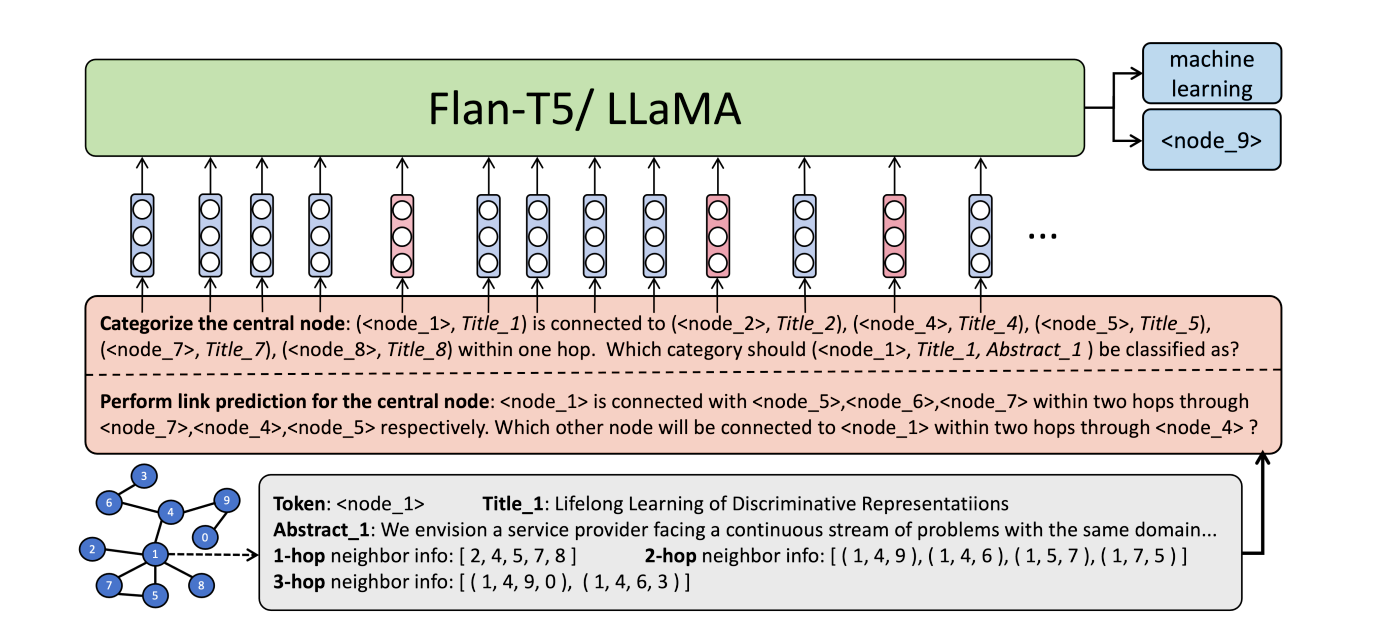 machine
learning
Flan-T5/ LLaMA
<node_9>
...
Categorize the central node: (<node_1>, Title_1) is connected to (<node_2>, Title_2), (<node_4>, Title_4), (<node_5>, Title_5),
(<node_7>, Title_7), (<node_8>, Title_8) within one hop. Which category should (<node_1>, Title_1, Abstract_1 ) be classified as?
Perform link prediction for the central node: <node_1> is connected with <node_5>,<node_6>,<node_7> within two hops through
<node_7>,<node_4>,<node_5> respectively. Which other node will be connected to <node_1> within two hops through <node_4> ?
3
6
4
9
0
2
1
7
5
8
Token: <node_1> Title_1: Lifelong Learning of Discriminative Representatiions
Abstract_1: We envision a service provider facing a continuous stream of problems with the same domain...
1-hop neighbor info: [ 2, 4, 5, 7, 8 ] 2-hop neighbor info: [ ( 1, 4, 9 ), ( 1, 4, 6 ), ( 1, 5, 7 ), ( 1, 7, 5 ) ]
3-hop neighbor info: [ ( 1, 4, 9, 0 ), ( 1, 4, 6, 3 ) ]